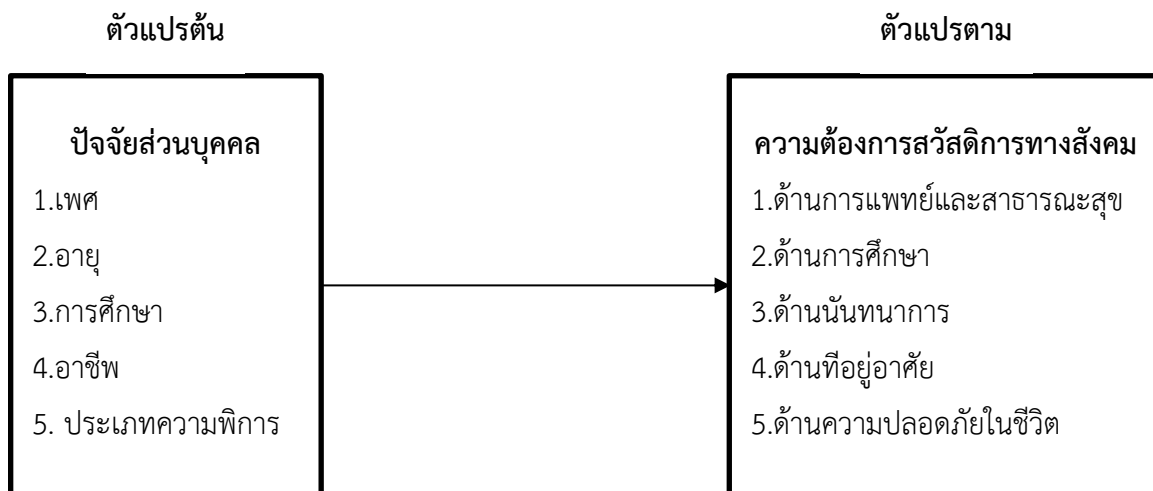 ตัวแปรต้น
ตัวแปรตาม
ปัจจัยส่วนบุคคล
1.เพศ
2.อายุ
3.การศึกษา
4.อาชีพ
5. ประเภทความพิการ
ความต้องการสวัสดิการทางสังคม
1.ด้านการแพทย์และสาธารณะสุข
2.ด้านการศึกษา
3.ด้านนันทนาการ
4.ด้านทีอยู่อาศัย
5.ด้านความปลอดภัยในชีวิต